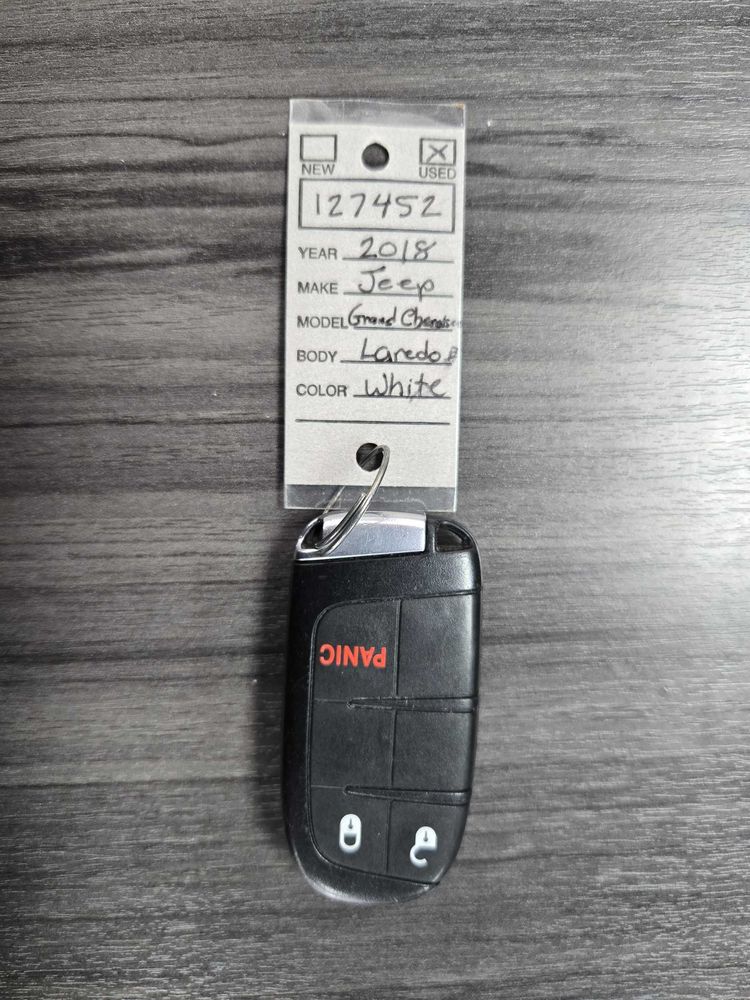 NEW X USED
127452
YEAR 2018
MAKE Jeep
MODEL Grand Cherokee
BODY Laredo E
COLOR White
PANIC